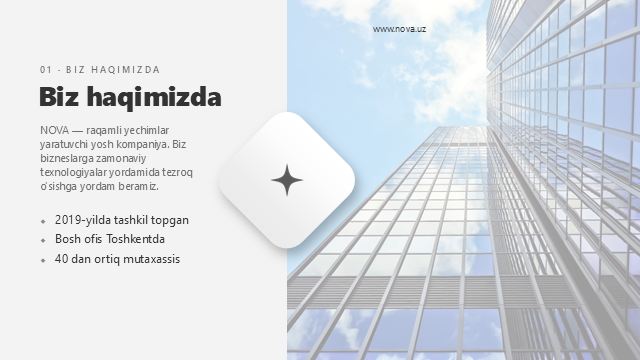 www.nova.uz
01 - BIZ HAQIMIZDA
Biz haqimizda
NOVA — raqamli yechimlar
yaratuvchi yosh kompaniya. Biz
bizneslarga zamonaviy
texnologiyalar yordamida tezroq
o'sishga yordam beramiz.
2019-yilda tashkil topgan
Bosh ofis Toshkentda
40 dan ortiq mutaxassis